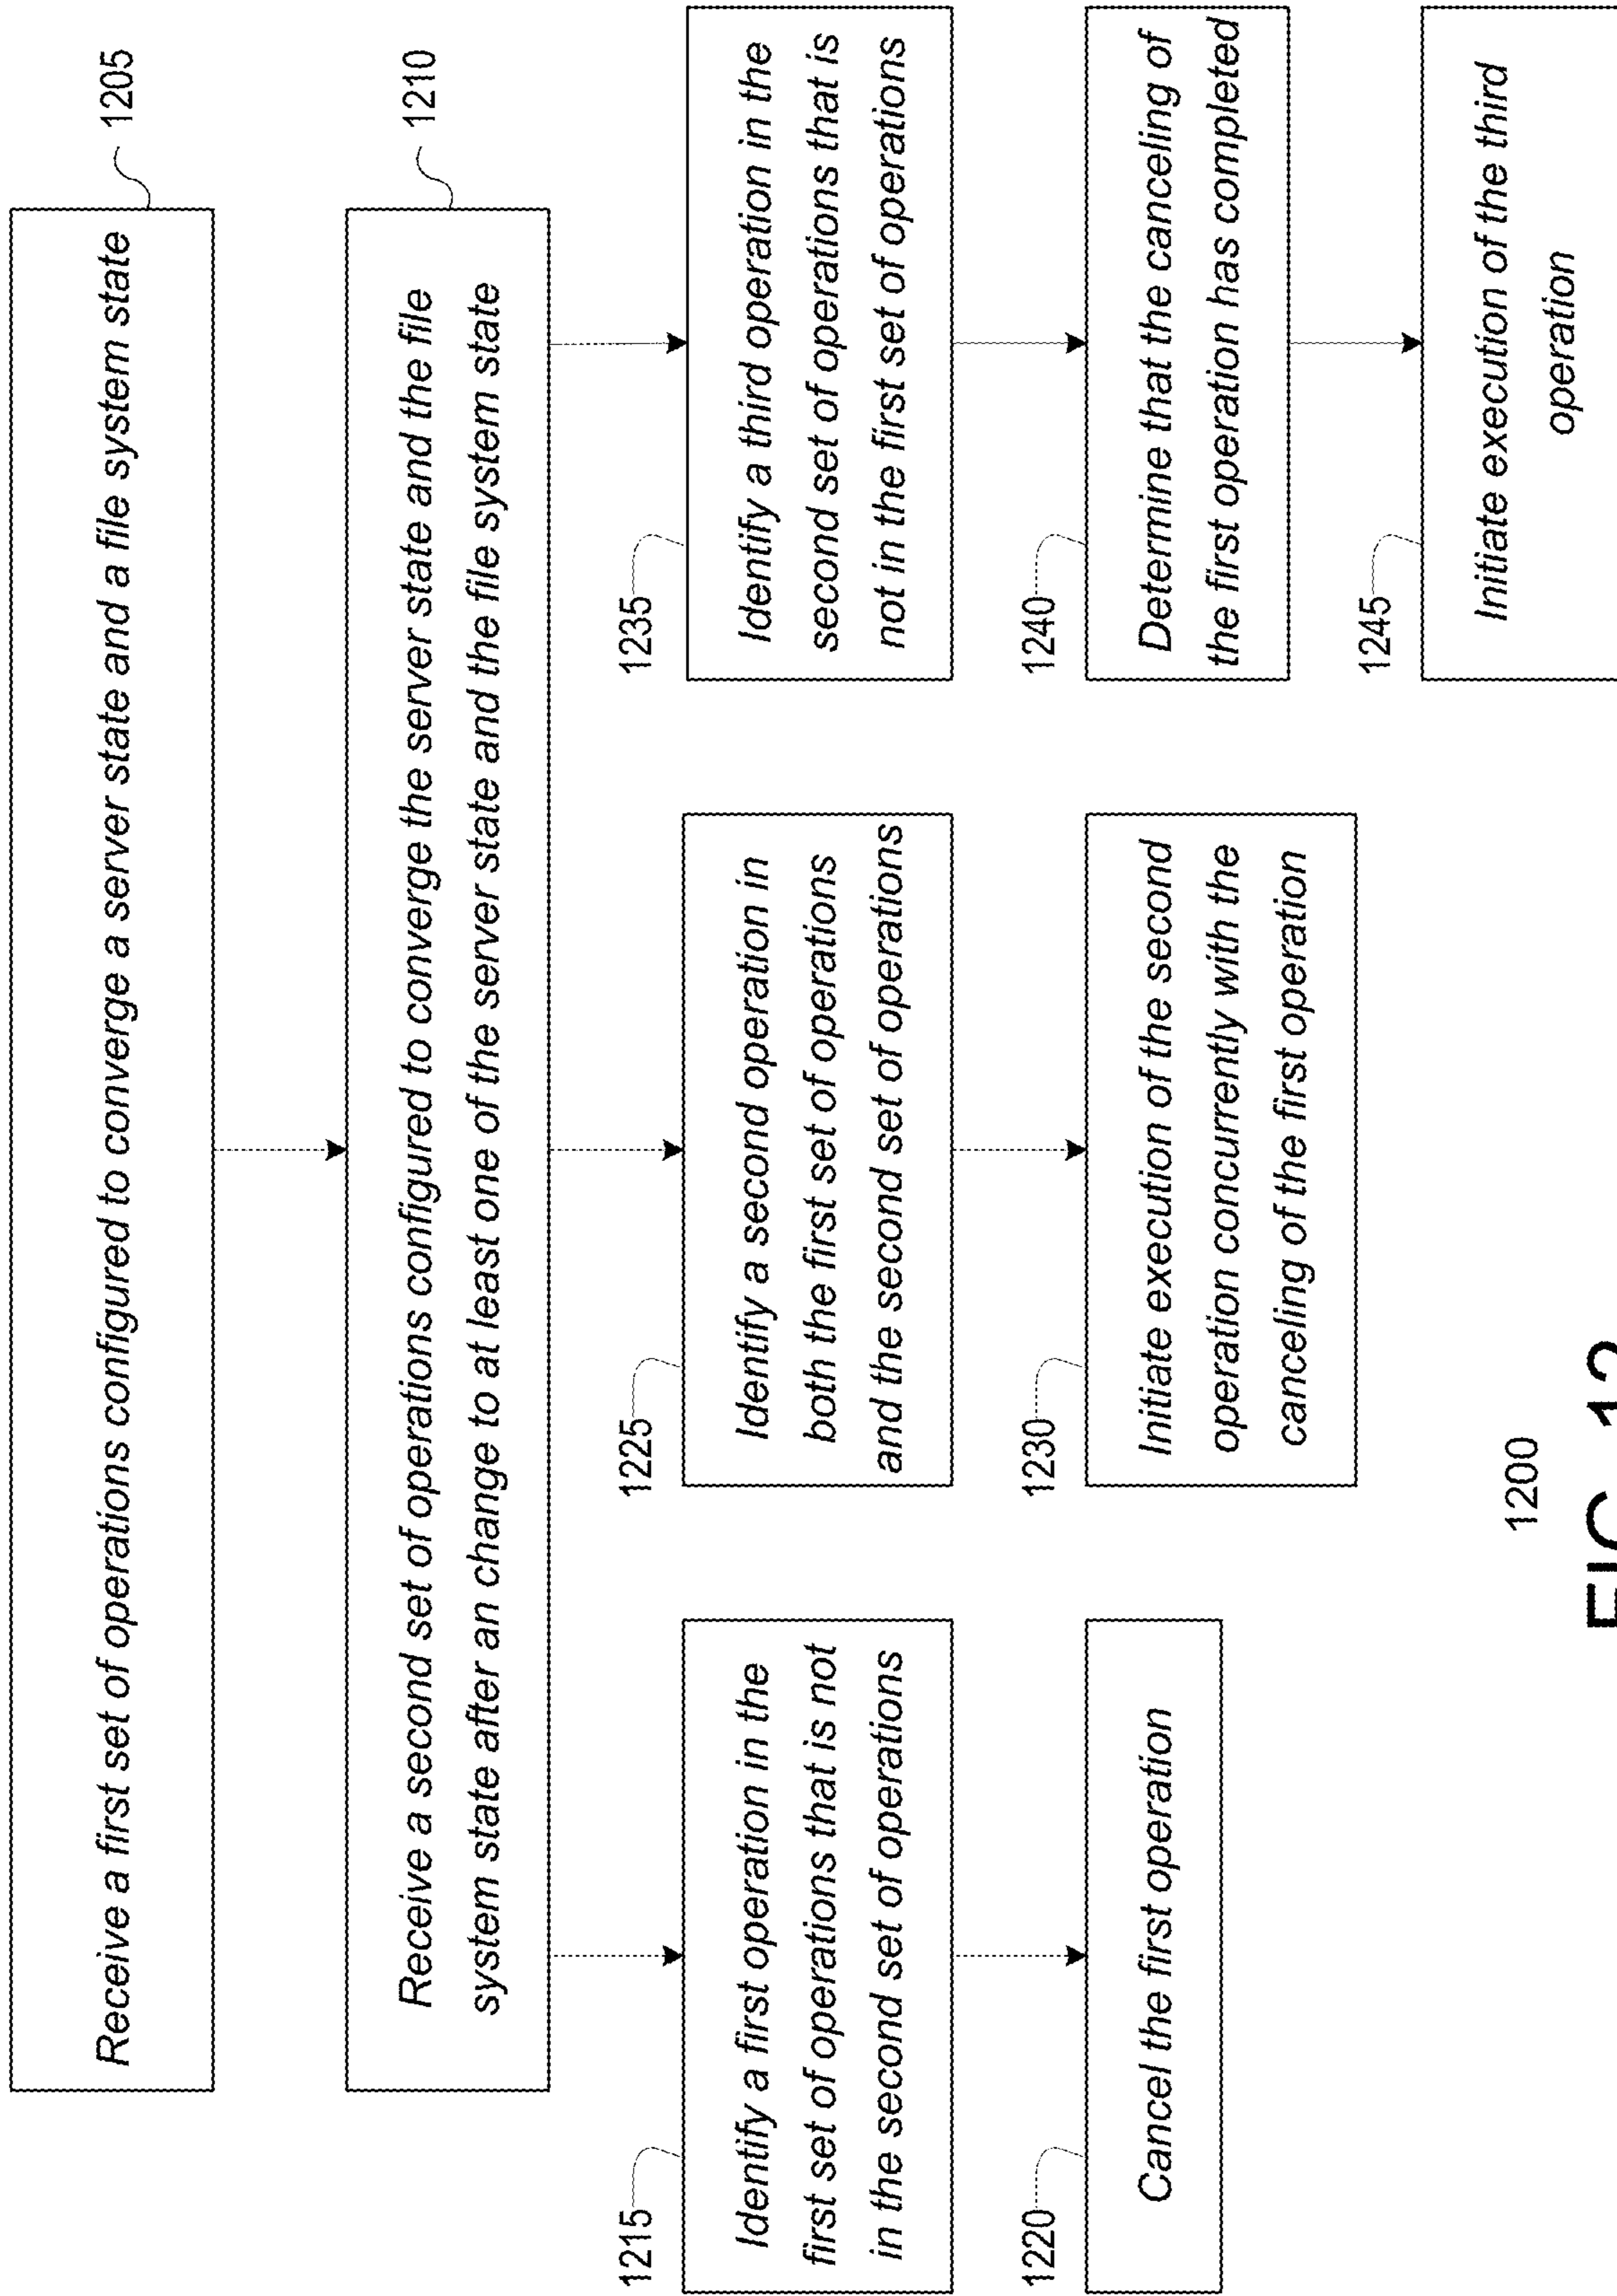 Receive a first set of operations configured to converge a server state and a file system state
1205
Receive a second set of operations configured to converge the server state and the file
system state after an change to at least one of the server state and the file system state
1210
1215
Identify a first operation in the
first set of operations that is not
in the second set of operations
1220
Cancel the first operation
1225
Identify a second operation in
both the first set of operations
and the second set of operations
1230
Initiate execution of the second
operation concurrently with the
canceling of the first operation
1235
Identify a third operation in the
second set of operations that is
not in the first set of operations
1240
Determine that the canceling of
the first operation has completed
1245
Initiate execution of the third
operation
1200
FIG. 12